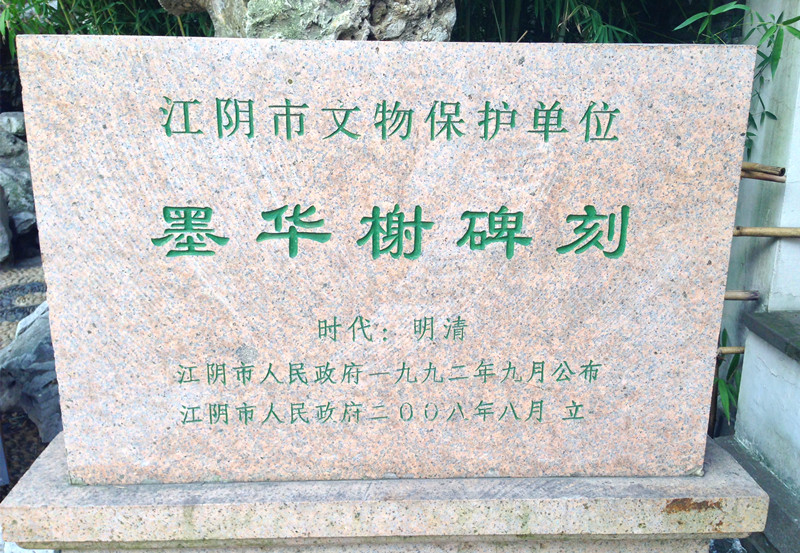 江阴市文物保护单位
墨华榭碑刻
时代：明清
江阴市人民政府一九九二年九月公布
江阴市人民政府二〇〇八年八月 立